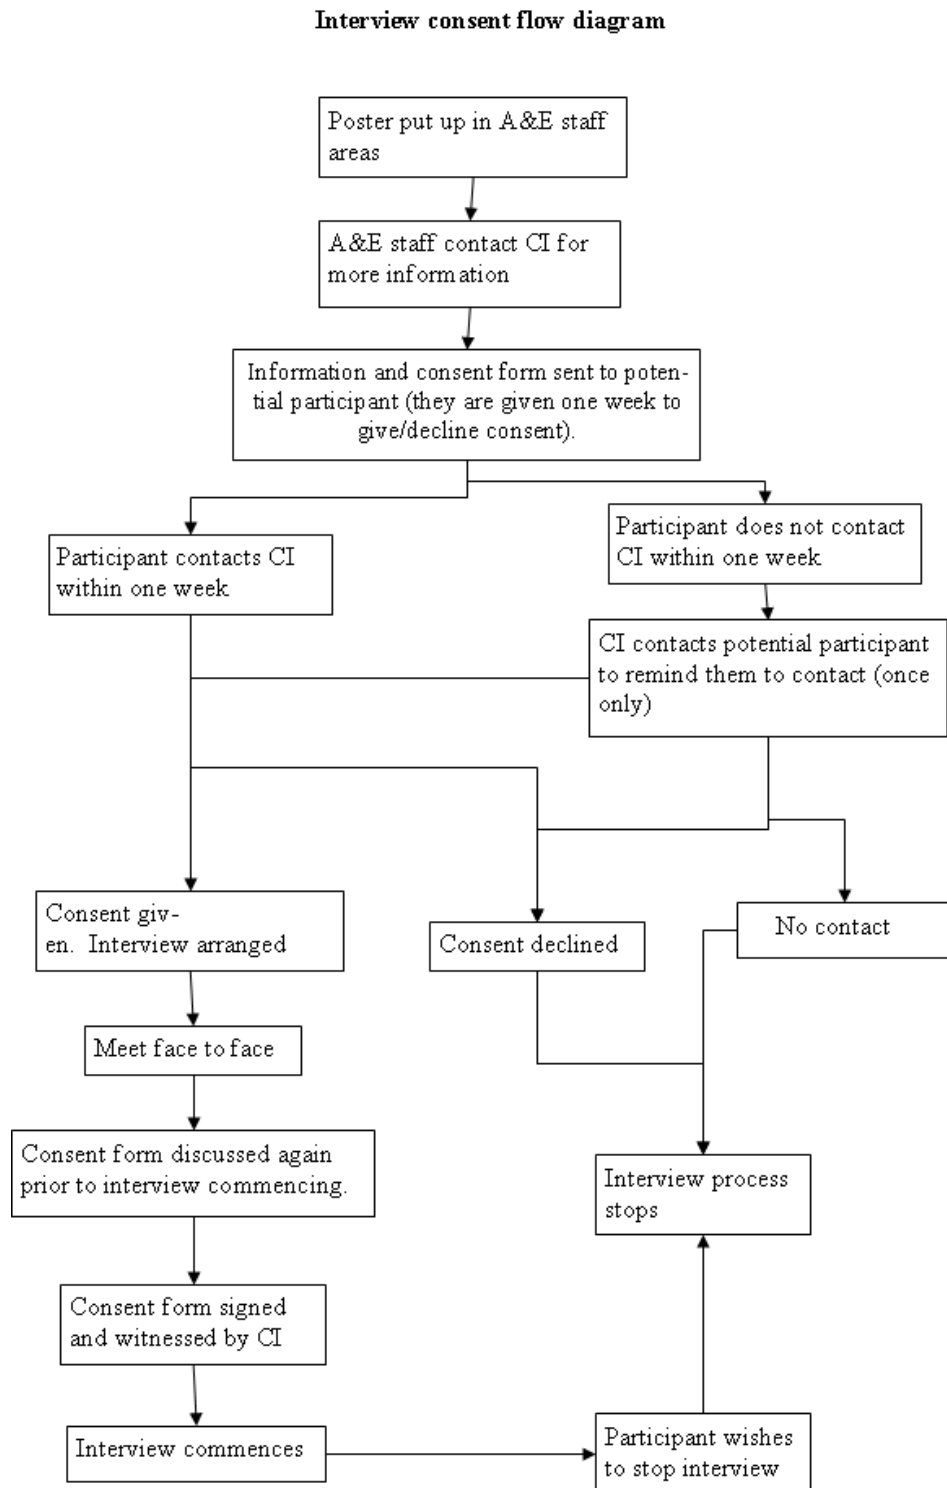 Interview consent flow diagram
Poster put up in A&E staff
areas
A&E staff contact CI for
more information
Information and consent form sent to poten-
tial participant (they are given one week to
give/decline consent).
Participant contacts CI
within one week
Participant does not contact
CI within one week
CI contacts potential participant
to remind them to contact (once
only)
Consent giv-
en.  Interview arranged
Consent declined
No contact
Meet face to face
Consent form discussed again
prior to interview commencing.
Interview process
stops
Consent form signed
and witnessed by CI
Interview commences
Participant wishes
to stop interview